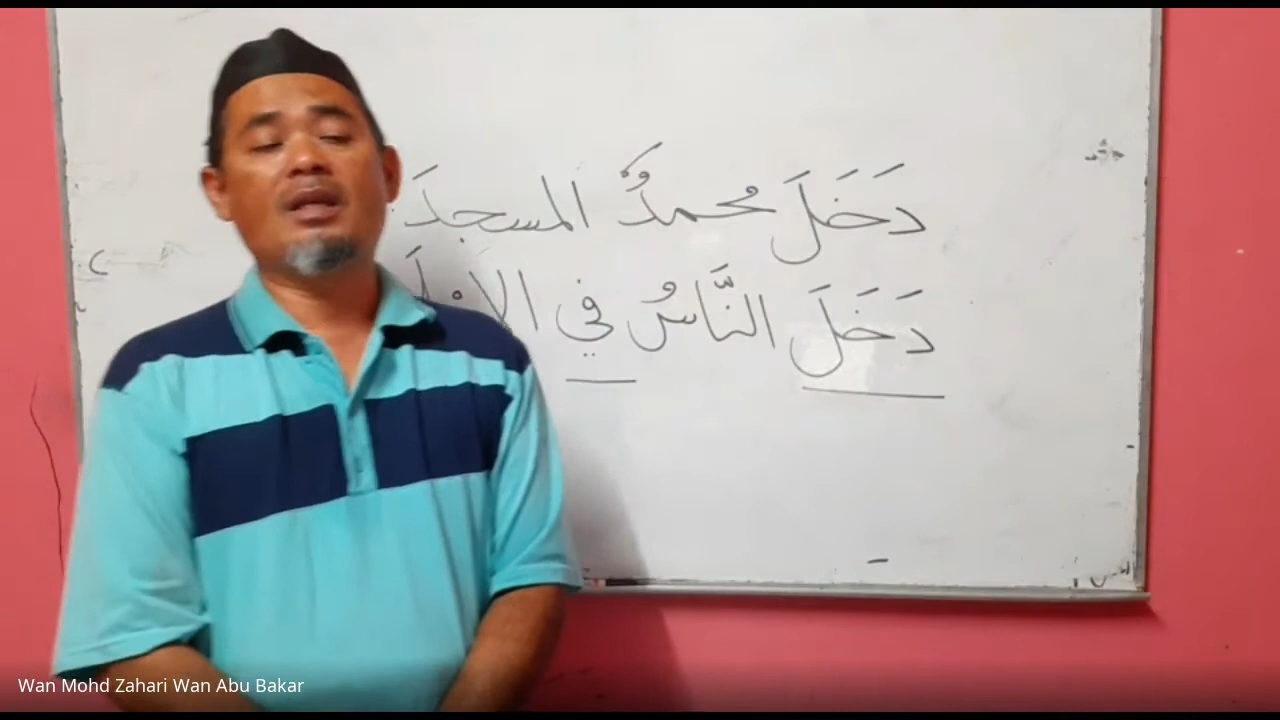 دَخَلَ محمدٌ المسجدَ
دَخَلَ النَّاسُ في
Wan Mohd Zahari Wan Abu Bakar